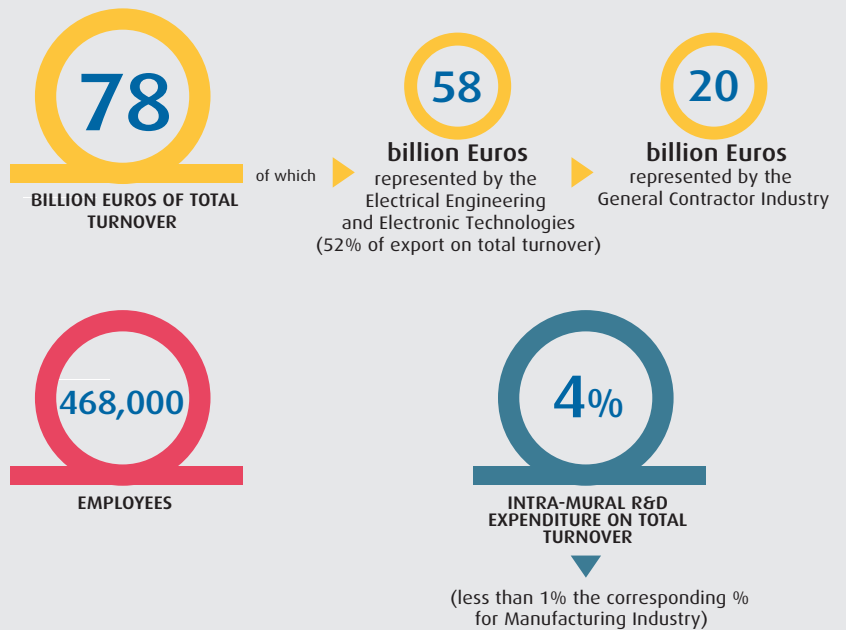 78
BILLION EUROS OF TOTAL
TURNOVER
of which
58
billion Euros
represented by the
Electrical Engineering
and Electronic Technologies
(52% of export on total turnover)
20
billion Euros
represented by the
General Contractor Industry
468,000
EMPLOYEES
4%
INTRA-MURAL R&D
EXPENDITURE ON TOTAL
TURNOVER
(less than 1% the corresponding %
for Manufacturing Industry)